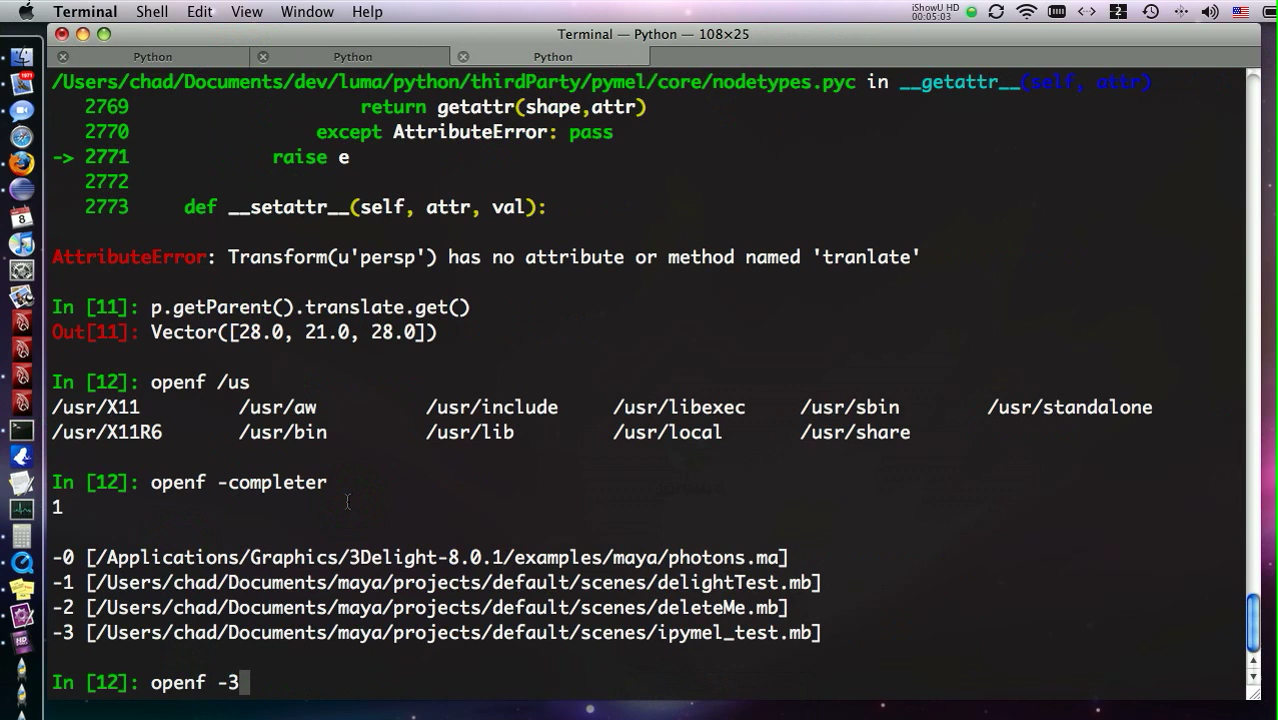 Terminal Shell Edit View Window Help
iShowU HD
00:05:03
2
Terminal — Python — 108×25
Python Python Python
/Users/chad/Documents/dev/luma/python/thirdParty/pymel/core/nodetypes.pyc in __getattr__(self, attr)
2769 return getattr(shape,attr)
2770 except AttributeError: pass
-> 2771 raise e
2772
2773 def __setattr__(self, attr, val):
AttributeError: Transform(u'persp') has no attribute or method named 'tranlate'
In [11]: p.getParent().translate.get()
Out[11]: Vector([28.0, 21.0, 28.0])
In [12]: openf /us
/usr/X11 /usr/aw /usr/include /usr/libexec /usr/sbin /usr/standalone
/usr/X11R6 /usr/bin /usr/lib /usr/local /usr/share
In [12]: openf -completer
1
-0 [/Applications/Graphics/3Delight-8.0.1/examples/maya/photons.ma]
-1 [/Users/chad/Documents/maya/projects/default/scenes/delightTest.mb]
-2 [/Users/chad/Documents/maya/projects/default/scenes/deleteMe.mb]
-3 [/Users/chad/Documents/maya/projects/default/scenes/ipymel_test.mb]
In [12]: openf -3